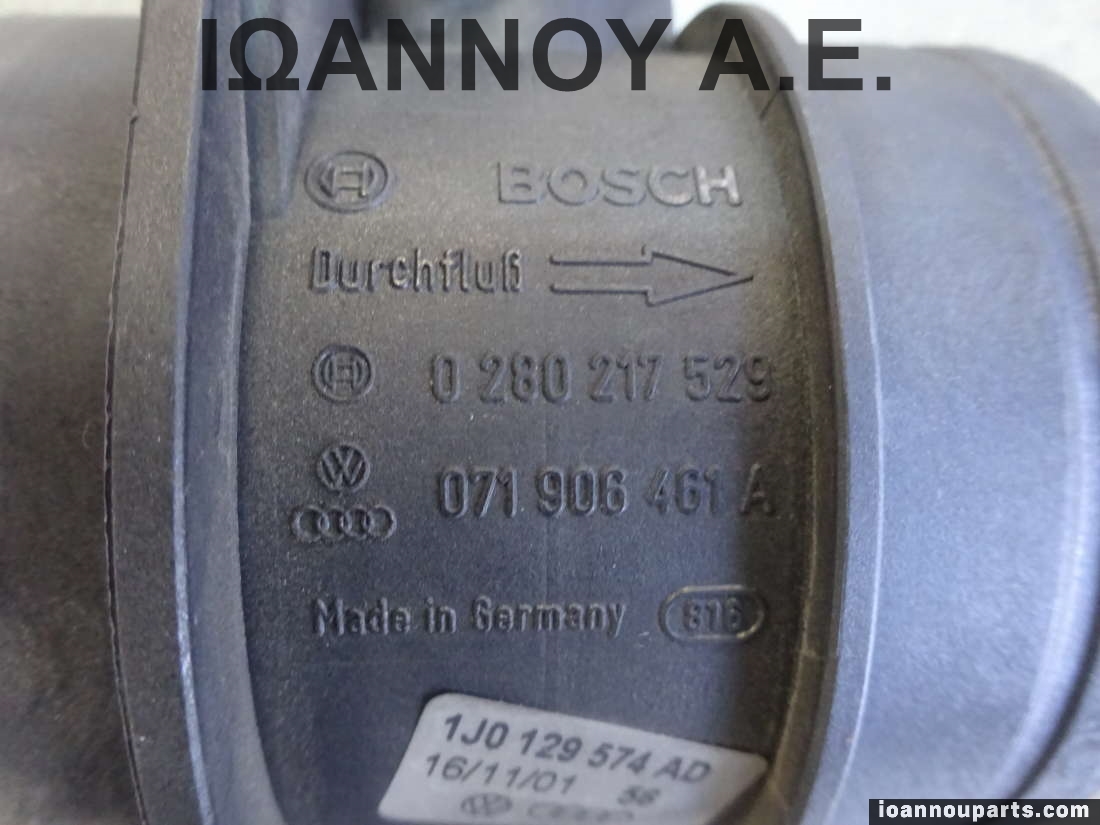 ΙΩΑΝΝΟΥ Α.Ε.
BOSCH
Durchfluß
0 280 217 529
071 906 461 A
Made in Germany 816
1J0 129 574 AD
16/11/01 56
ioannouparts.com